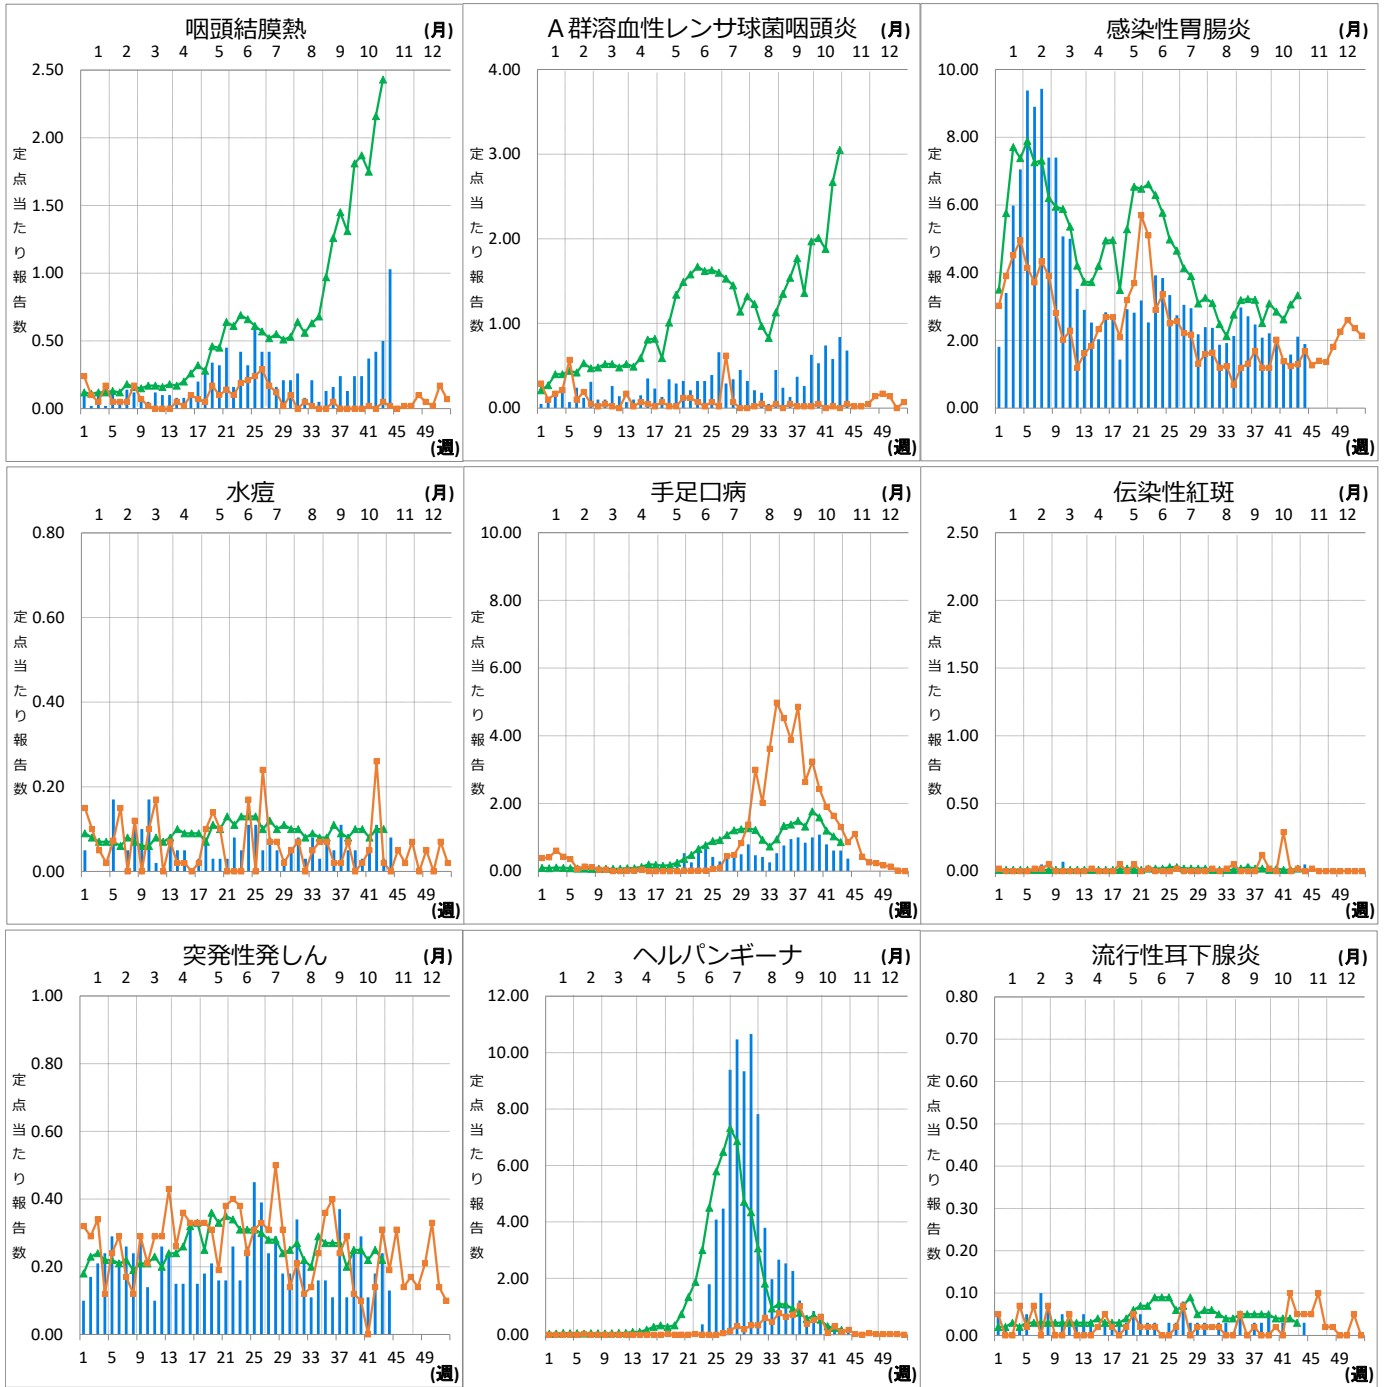 咽頭結膜熱 (月)
1 2 3 4 5 6 7 8 9 10 11 12
2.50
2.00
1.50
1.00
0.50
0.00
定点当たり報告数
1 5 9 13 17 21 25 29 33 37 41 45 49
(週)
A群溶血性レンサ球菌咽頭炎 (月)
1 2 3 4 5 6 7 8 9 10 11 12
4.00
3.00
2.00
1.00
0.00
定点当たり報告数
1 5 9 13 17 21 25 29 33 37 41 45 49
(週)
感染性胃腸炎 (月)
1 2 3 4 5 6 7 8 9 10 11 12
10.00
8.00
6.00
4.00
2.00
0.00
定点当たり報告数
1 5 9 13 17 21 25 29 33 37 41 45 49
(週)
水痘 (月)
1 2 3 4 5 6 7 8 9 10 11 12
0.80
0.60
0.40
0.20
0.00
定点当たり報告数
1 5 9 13 17 21 25 29 33 37 41 45 49
(週)
手足口病 (月)
1 2 3 4 5 6 7 8 9 10 11 12
10.00
8.00
6.00
4.00
2.00
0.00
定点当たり報告数
1 5 9 13 17 21 25 29 33 37 41 45 49
(週)
伝染性紅斑 (月)
1 2 3 4 5 6 7 8 9 10 11 12
2.50
2.00
1.50
1.00
0.50
0.00
定点当たり報告数
1 5 9 13 17 21 25 29 33 37 41 45 49
(週)
突発性発しん (月)
1 2 3 4 5 6 7 8 9 10 11 12
1.00
0.80
0.60
0.40
0.20
0.00
定点当たり報告数
1 5 9 13 17 21 25 29 33 37 41 45 49
(週)
ヘルパンギーナ (月)
1 2 3 4 5 6 7 8 9 10 11 12
12.00
10.00
8.00
6.00
4.00
2.00
0.00
定点当たり報告数
1 5 9 13 17 21 25 29 33 37 41 45 49
(週)
流行性耳下腺炎 (月)
1 2 3 4 5 6 7 8 9 10 11 12
0.80
0.70
0.60
0.50
0.40
0.30
0.20
0.10
0.00
定点当たり報告数
1 5 9 13 17 21 25 29 33 37 41 45 49
(週)